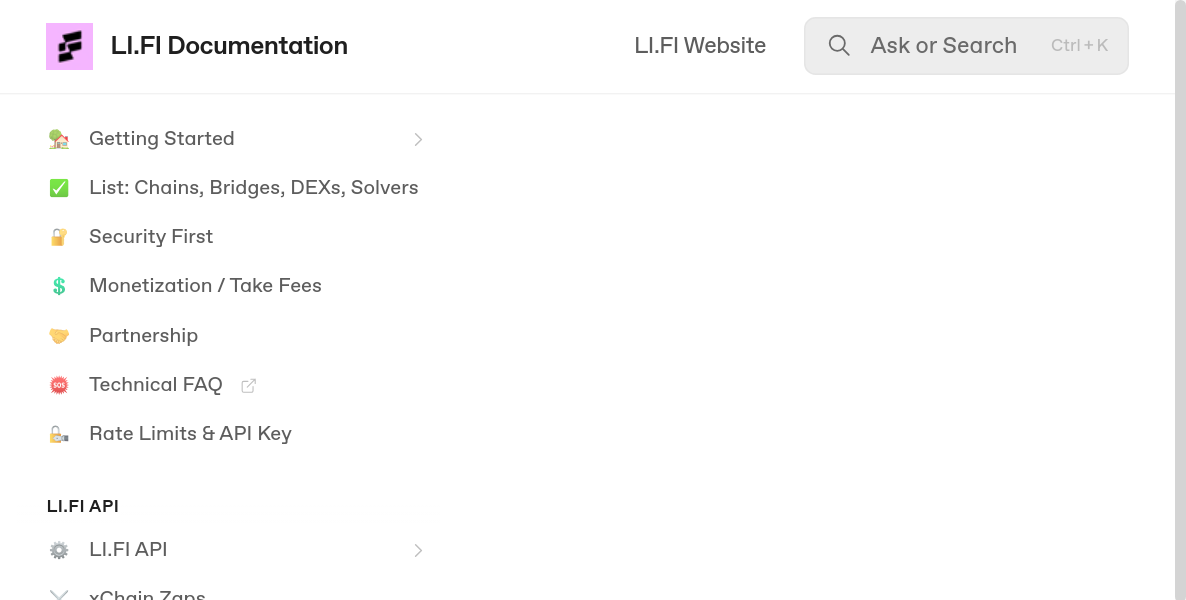 LI.FI Documentation
LI.FI Website
Ask or Search
Ctrl + K
Getting Started
List: Chains, Bridges, DEXs, Solvers
Security First
Monetization / Take Fees
Partnership
Technical FAQ
Rate Limits & API Key
LI.FI API
LI.FI API
xChain Zaps